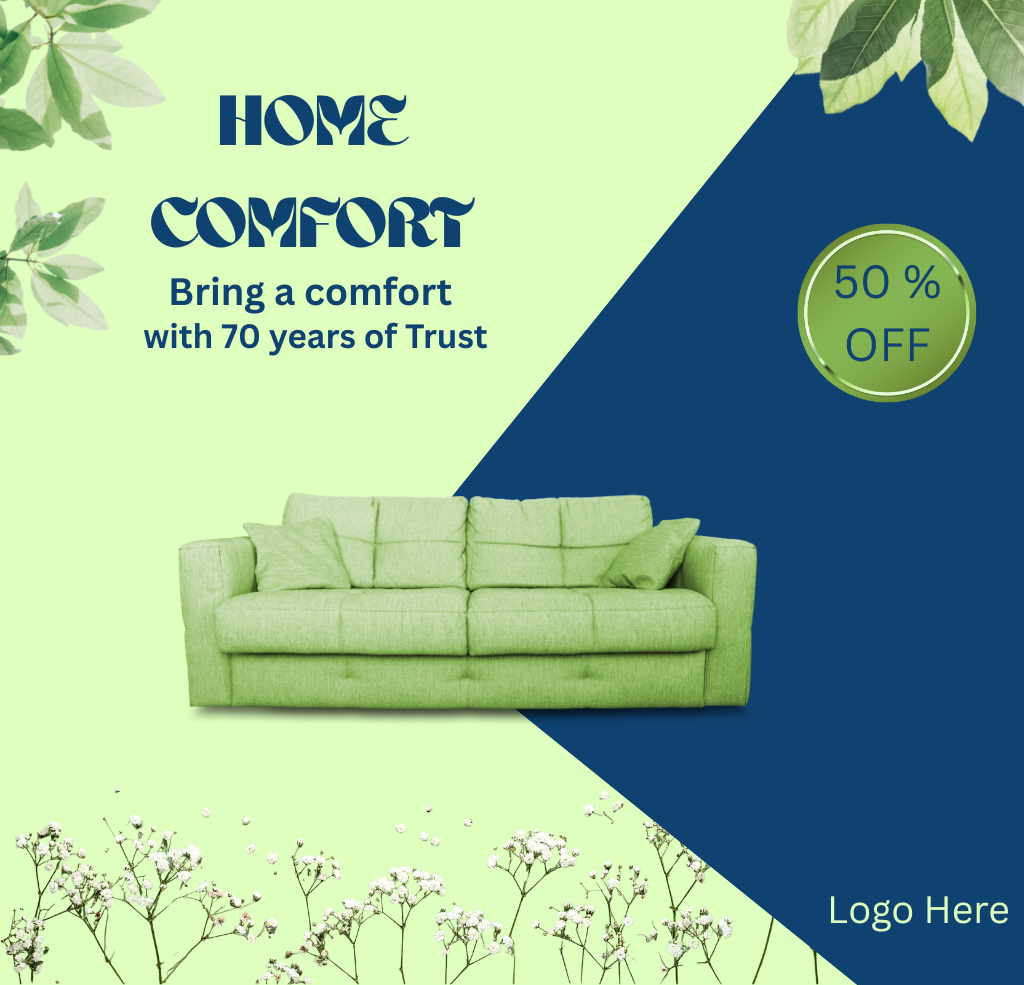 HOME
COMFORT
Bring a comfort
with 70 years of Trust
50 %
OFF
Logo Here